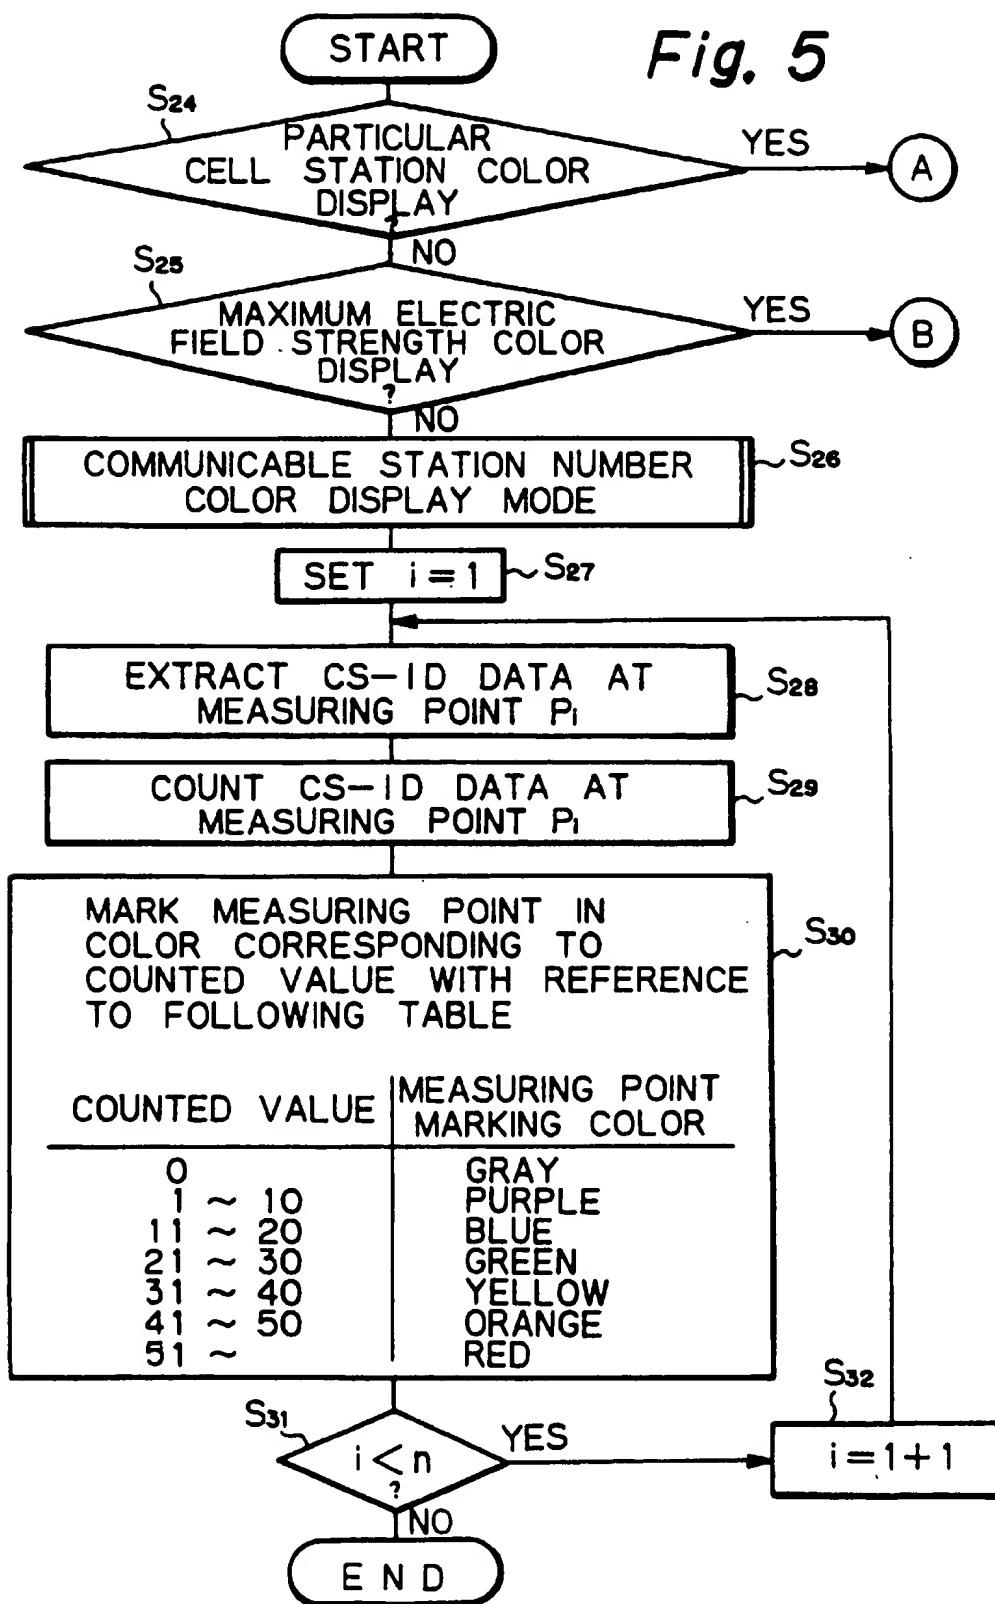 START
Fig. 5
S24
PARTICULAR
CELL STATION COLOR
DISPLAY
?
YES
A
NO
S25
MAXIMUM ELECTRIC
FIELD STRENGTH COLOR
DISPLAY
?
YES
B
NO
COMMUNICABLE STATION NUMBER
COLOR DISPLAY MODE
S26
SET i=1
S27
EXTRACT CS-ID DATA AT
MEASURING POINT Pi
S28
COUNT CS-ID DATA AT
MEASURING POINT Pi
S29
MARK MEASURING POINT IN
COLOR CORRESPONDING TO
COUNTED VALUE WITH REFERENCE
TO FOLLOWING TABLE
S30
COUNTED VALUE
MEASURING POINT
MARKING COLOR
0 GRAY
1 ~ 10 PURPLE
11 ~ 20 BLUE
21 ~ 30 GREEN
31 ~ 40 YELLOW
41 ~ 50 ORANGE
51 ~ RED
S31
i<n
?
YES
S32
i=1+1
NO
END